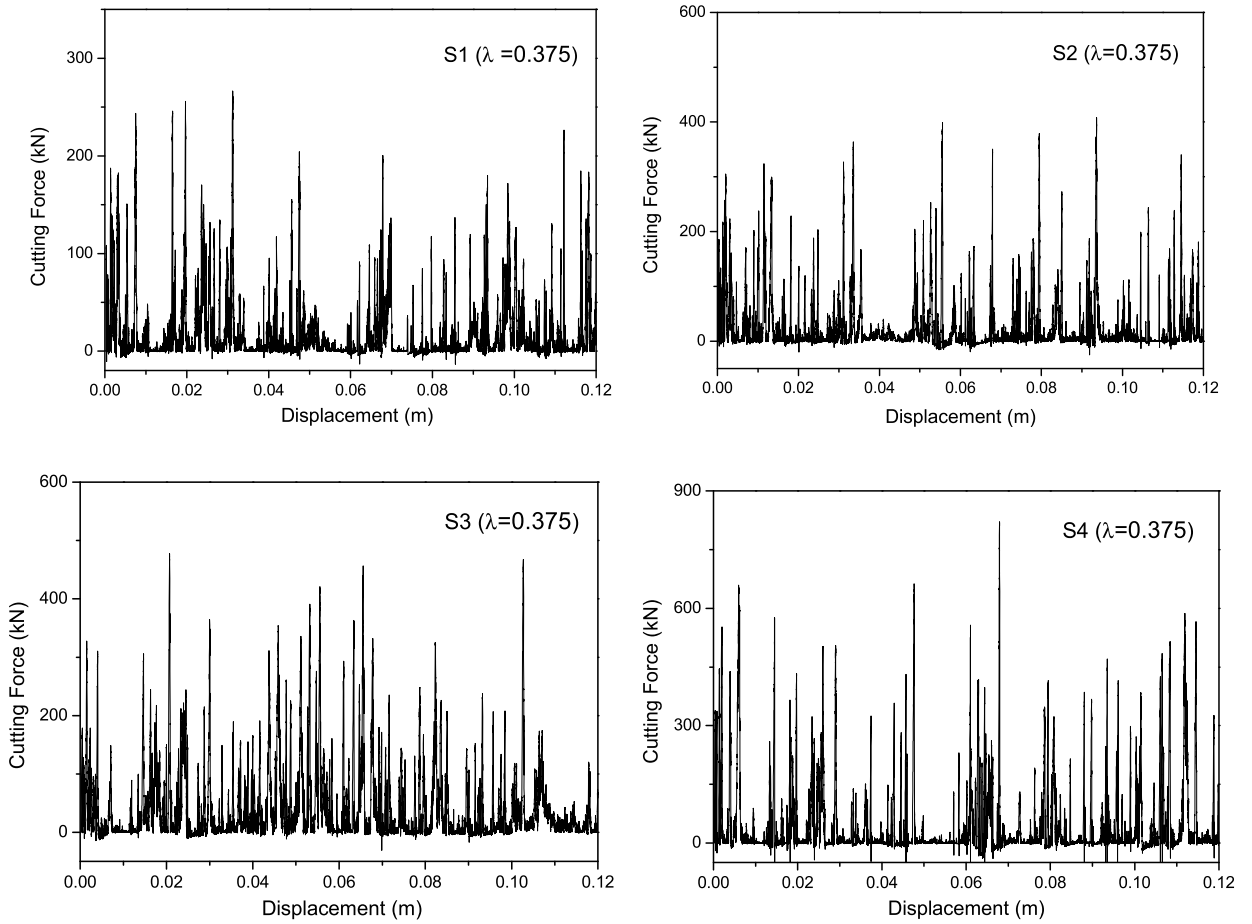 S1 (λ =0.375)
Cutting Force (kN)
300
200
100
0
0.00 0.02 0.04 0.06 0.08 0.10 0.12
Displacement (m)
S2 (λ=0.375)
Cutting Force (kN)
600
400
200
0
0.00 0.02 0.04 0.06 0.08 0.10 0.12
Displacement (m)
S3 (λ=0.375)
Cutting Force (kN)
600
400
200
0
0.00 0.02 0.04 0.06 0.08 0.10 0.12
Displacement (m)
S4 (λ=0.375)
Cutting Force (kN)
900
600
300
0
0.00 0.02 0.04 0.06 0.08 0.10 0.12
Displacement (m)